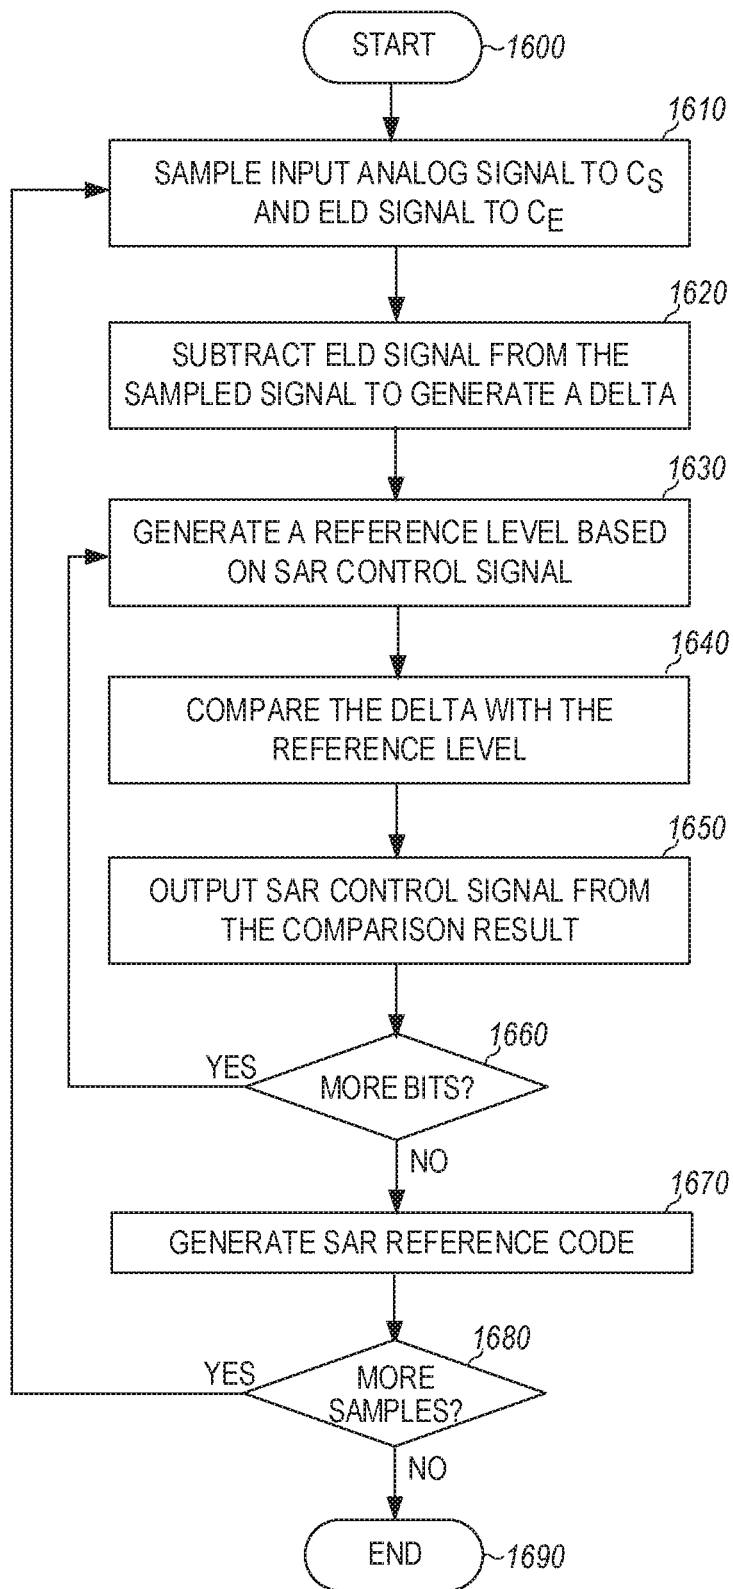 START
1600
1610
SAMPLE INPUT ANALOG SIGNAL TO CS
AND ELD SIGNAL TO CE
1620
SUBTRACT ELD SIGNAL FROM THE
SAMPLED SIGNAL TO GENERATE A DELTA
1630
GENERATE A REFERENCE LEVEL BASED
ON SAR CONTROL SIGNAL
1640
COMPARE THE DELTA WITH THE
REFERENCE LEVEL
1650
OUTPUT SAR CONTROL SIGNAL FROM
THE COMPARISON RESULT
1660
YES
MORE BITS?
NO
1670
GENERATE SAR REFERENCE CODE
1680
YES
MORE
SAMPLES?
NO
END
1690